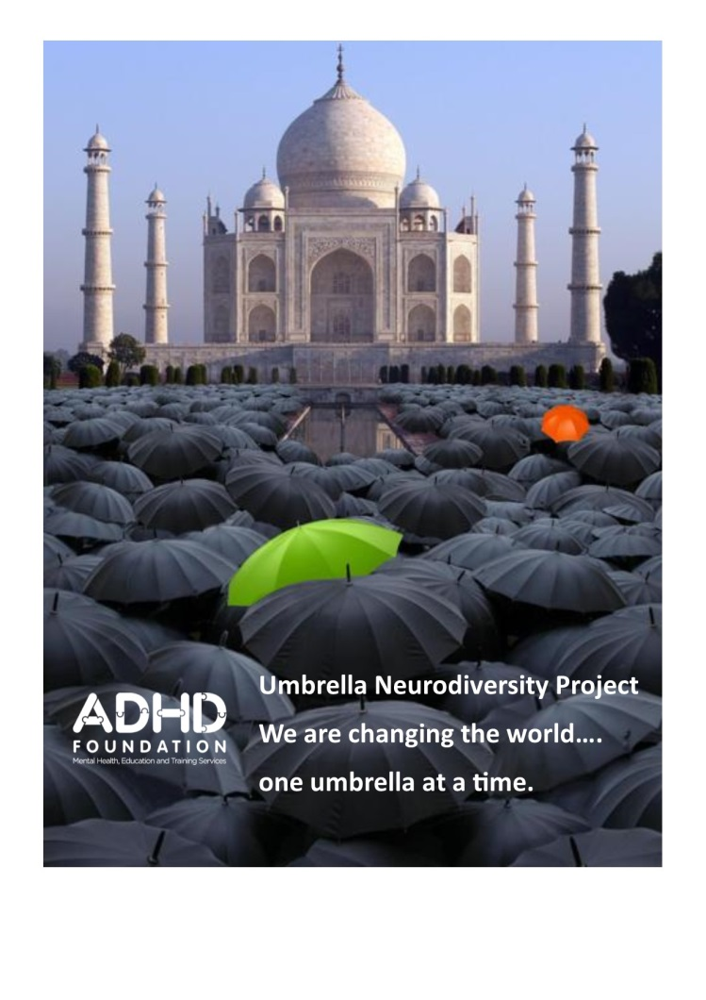 Umbrella Neurodiversity Project
We are changing the world....
one umbrella at a time.
ADHD
FOUNDATION
Mental Health, Education and Training Services